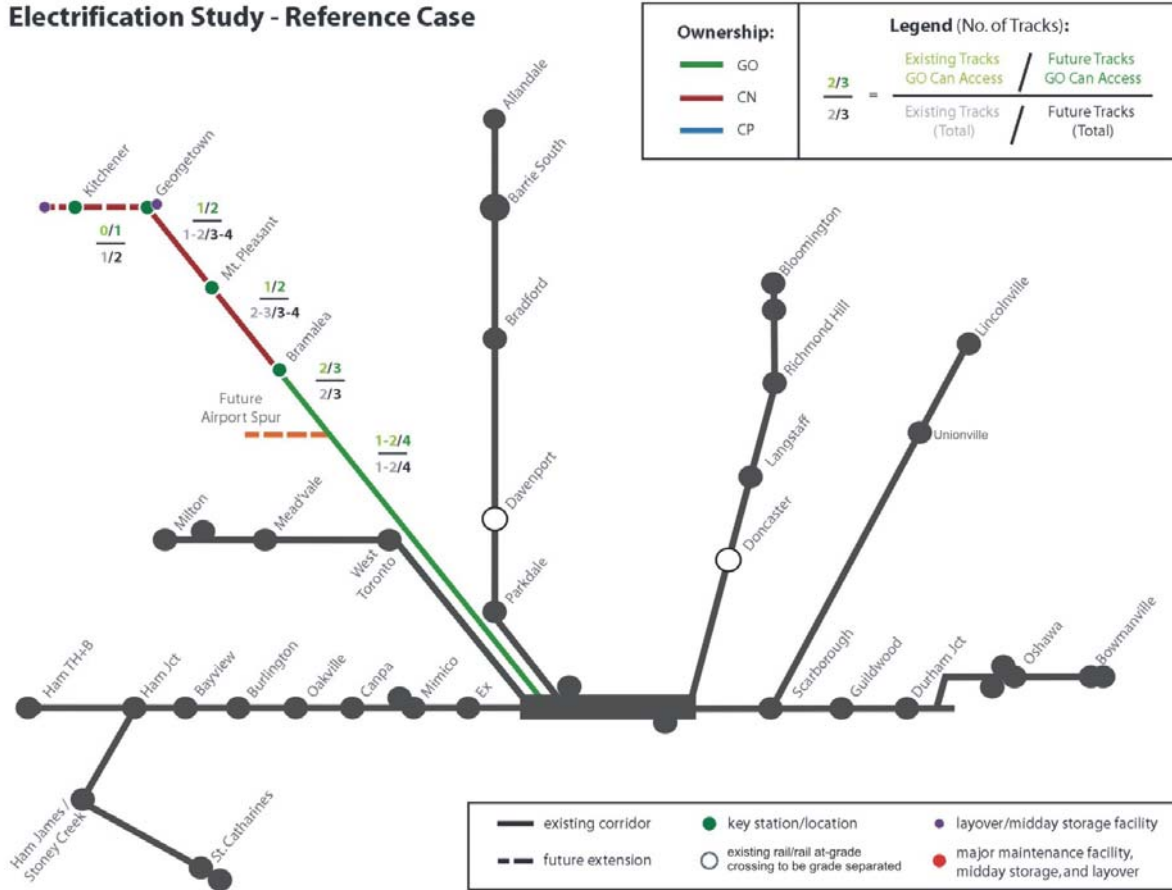 Electrification Study - Reference Case
Ownership:
GO
CN
CP
Legend (No. of Tracks):
2/3
2/3
=
Existing Tracks
GO Can Access
/
Future Tracks
GO Can Access
Existing Tracks
(Total)
/
Future Tracks
(Total)
Kitchener
Georgetown
0/1
1/2
1/2
1-2/3-4
Mt. Pleasant
1/2
2-3/3-4
Bramalea
2/3
2/3
Future
Airport Spur
1-2/4
1-2/4
Allandale
Barrie South
Bradford
Davenport
Parkdale
Bloomington
Richmond Hill
Langstaff
Doncaster
Lincolnville
Unionville
Milton
Mead'vale
West
Toronto
Ham TH+B
Ham Jct
Bayview
Burlington
Oakville
Canpa
Mimico
Ex
Scarborough
Guildwood
Durham Jct
Oshawa
Bowmanville
Ham James /
Stoney Creek
St. Catharines
existing corridor
future extension
key station/location
existing rail/rail at-grade
crossing to be grade separated
layover/midday storage facility
major maintenance facility,
midday storage, and layover